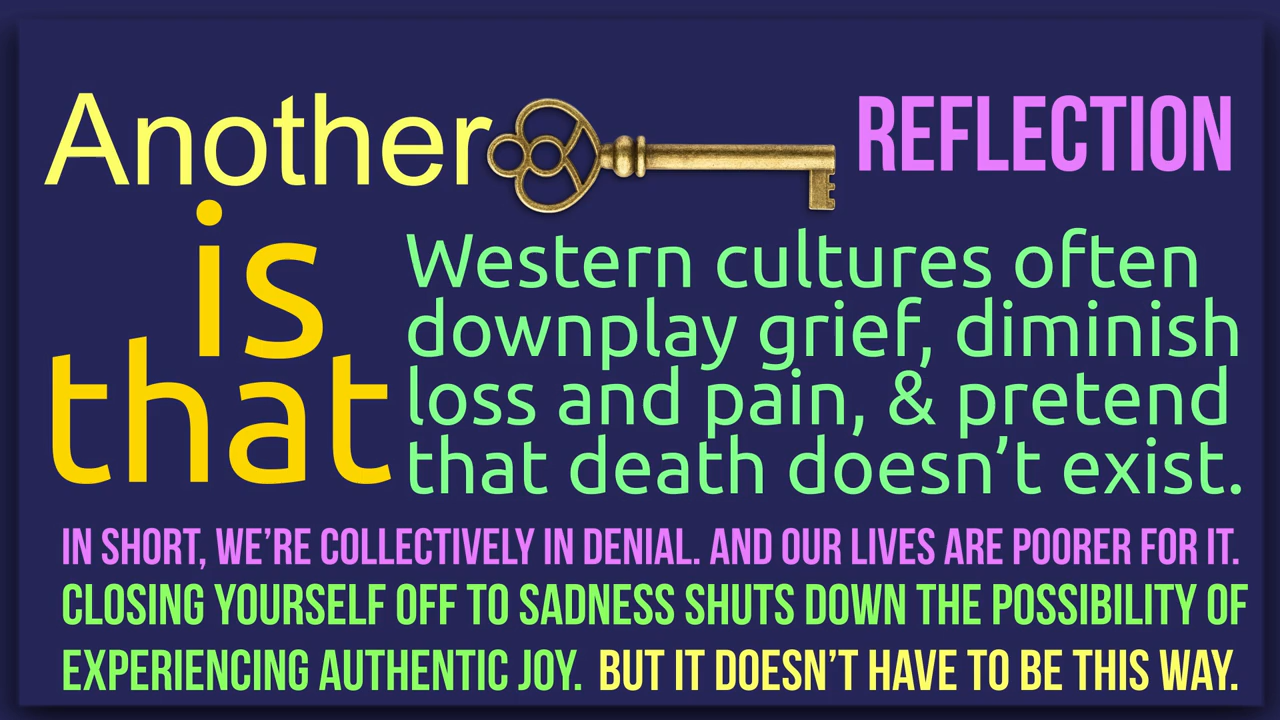 Another REFLECTION
is
that
Western cultures often
downplay grief, diminish
loss and pain, & pretend
that death doesn’t exist.
IN SHORT, WE’RE COLLECTIVELY IN DENIAL. AND OUR LIVES ARE POORER FOR IT.
CLOSING YOURSELF OFF TO SADNESS SHUTS DOWN THE POSSIBILITY OF
EXPERIENCING AUTHENTIC JOY. BUT IT DOESN’T HAVE TO BE THIS WAY.